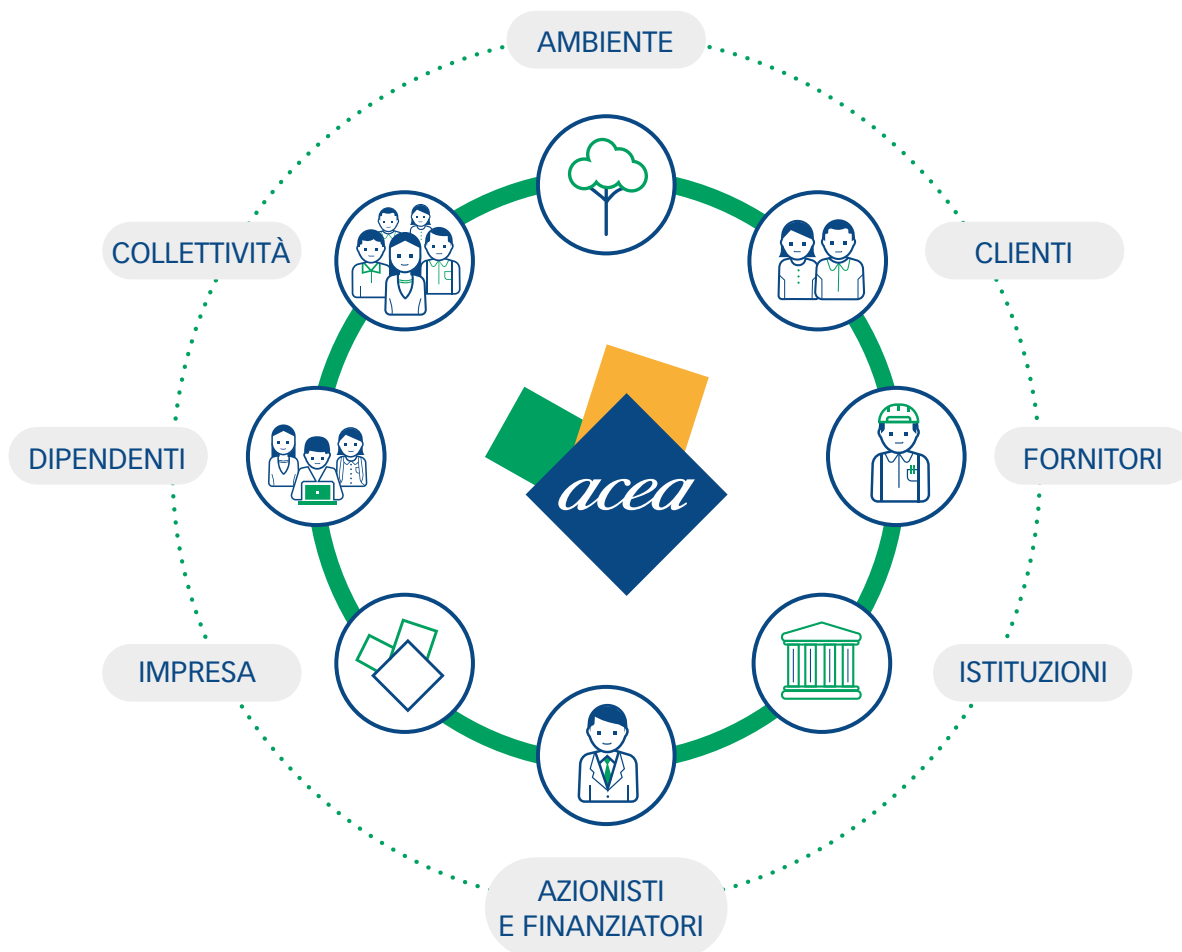 AMBIENTE
COLLETTIVITÀ
CLIENTI
DIPENDENTI
acea
FORNITORI
IMPRESA
ISTITUZIONI
AZIONISTI
E FINANZIATORI